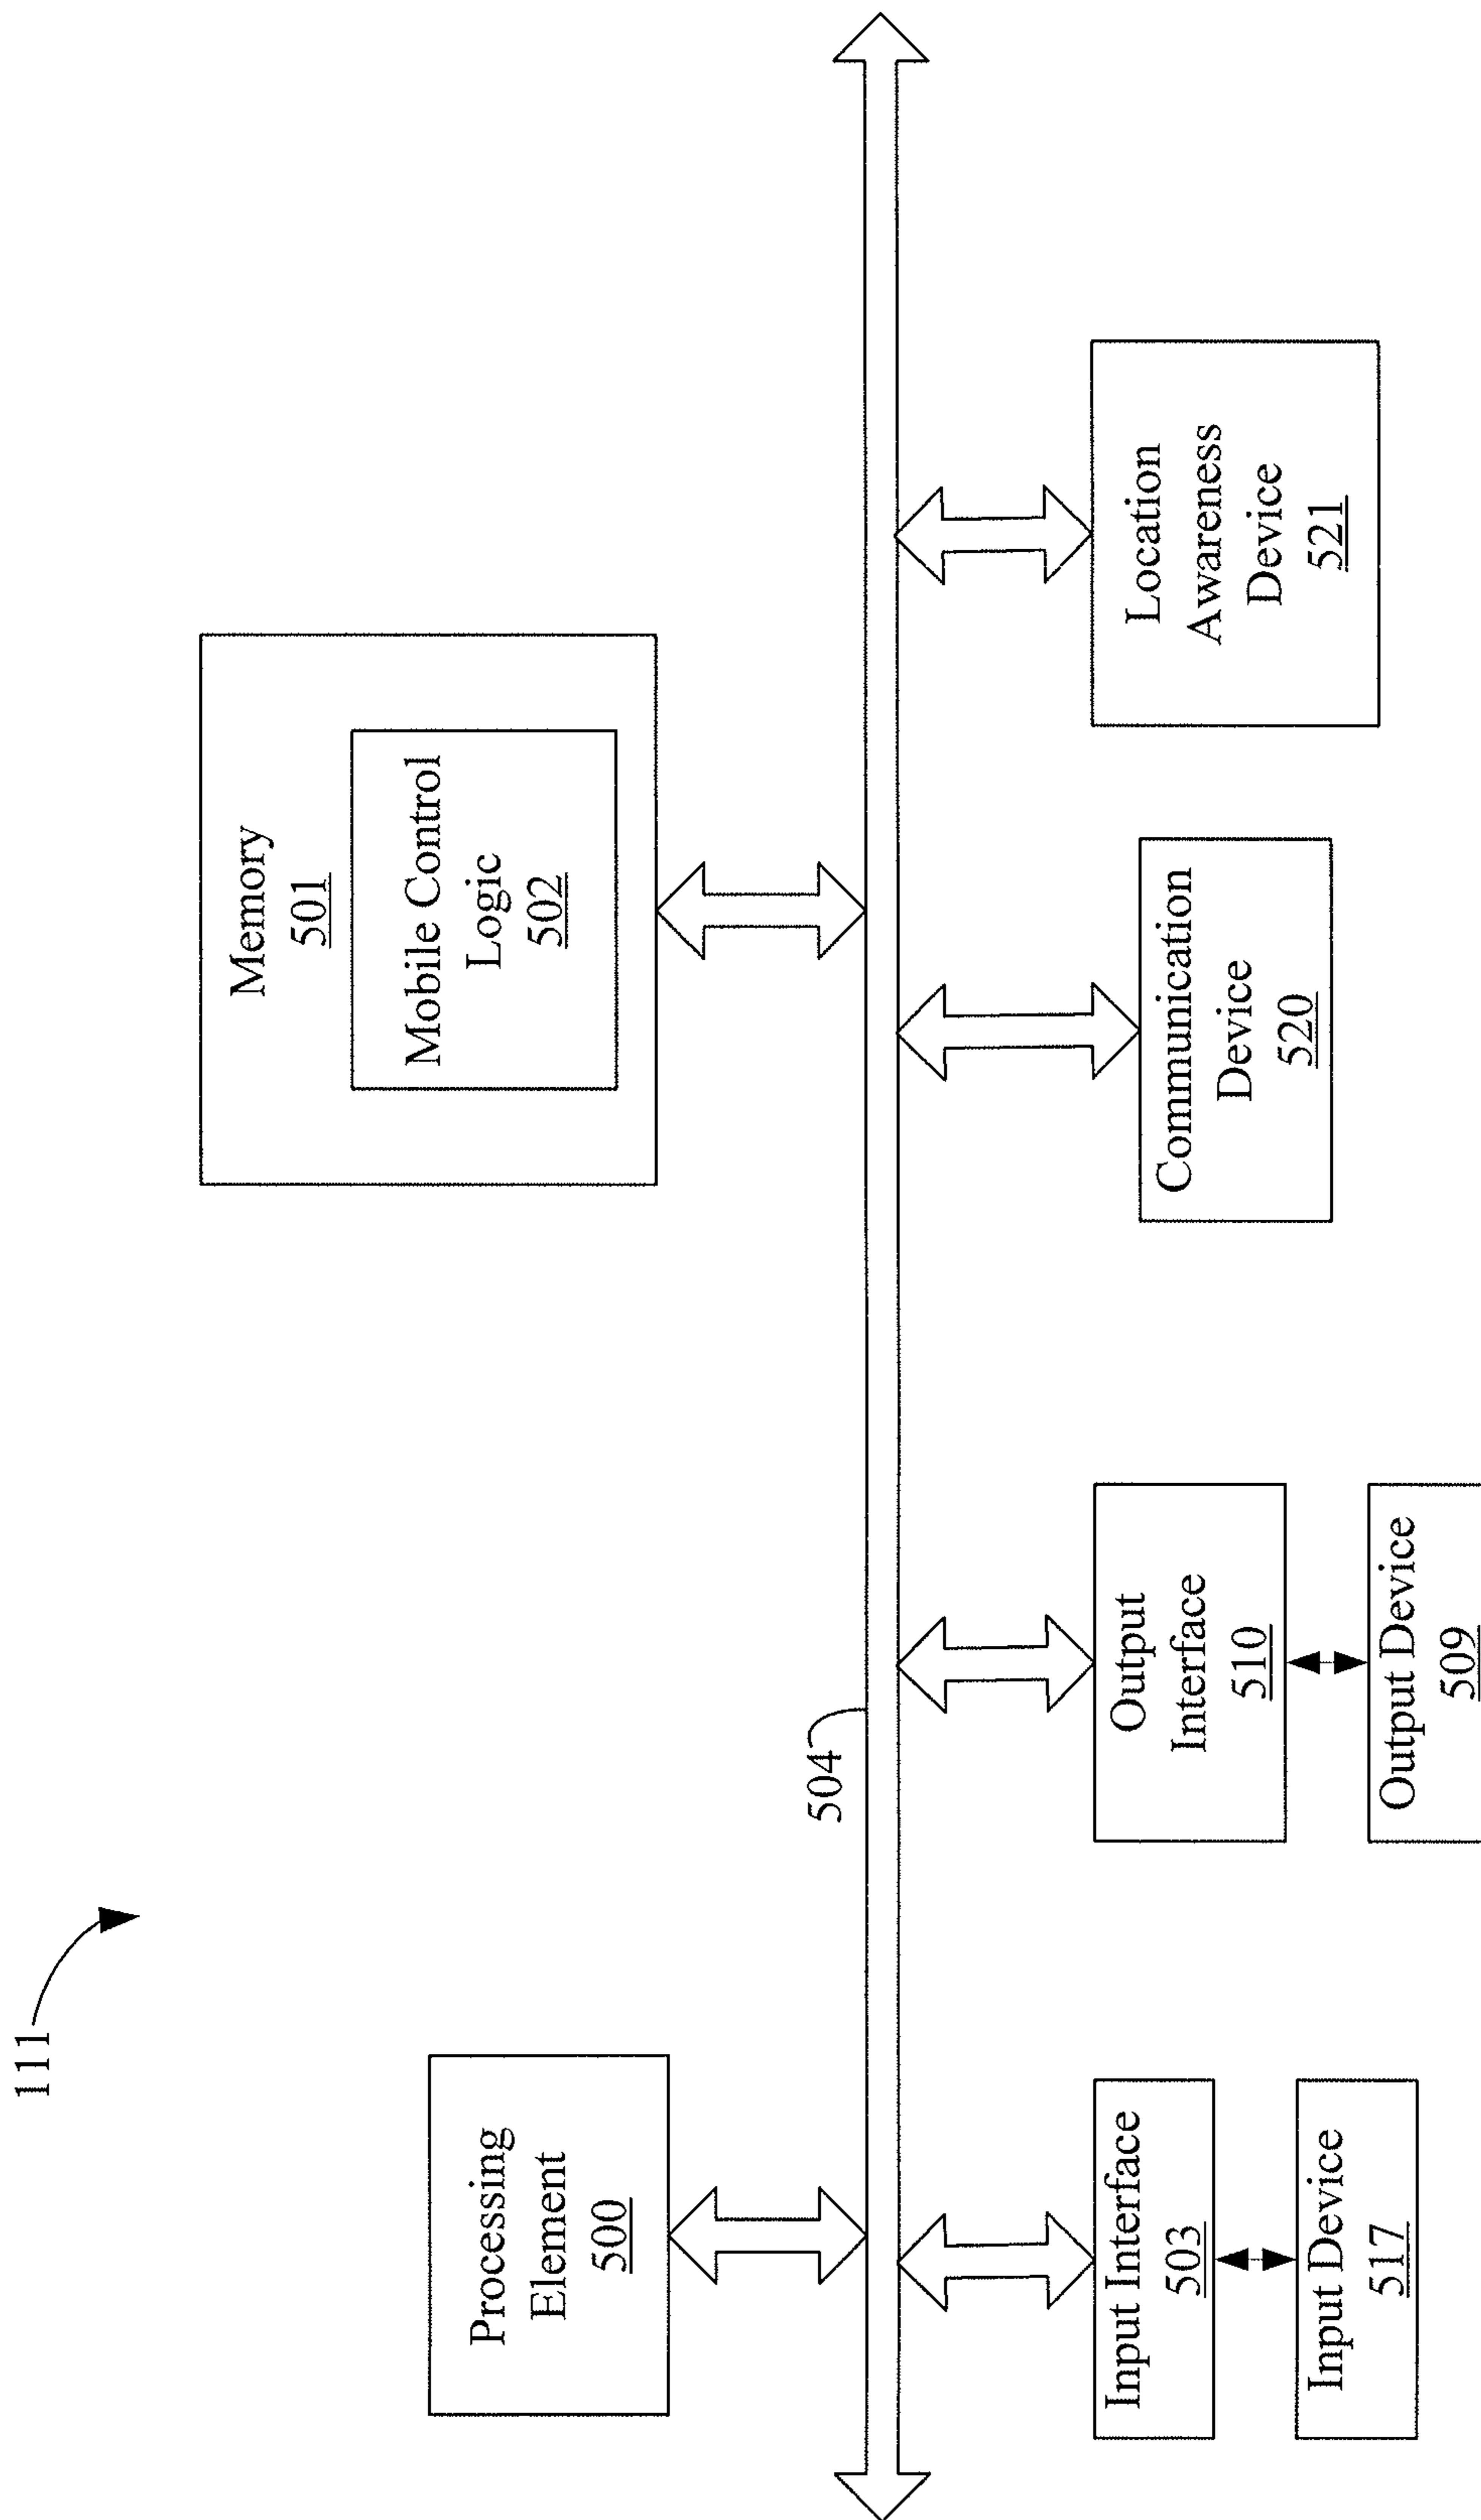 111
Memory
501
Mobile Control
Logic
502
Processing
Element
500
504
Input Interface
503
Input Device
517
Output
Interface
510
Output Device
509
Communication
Device
520
Location
Awareness
Device
521